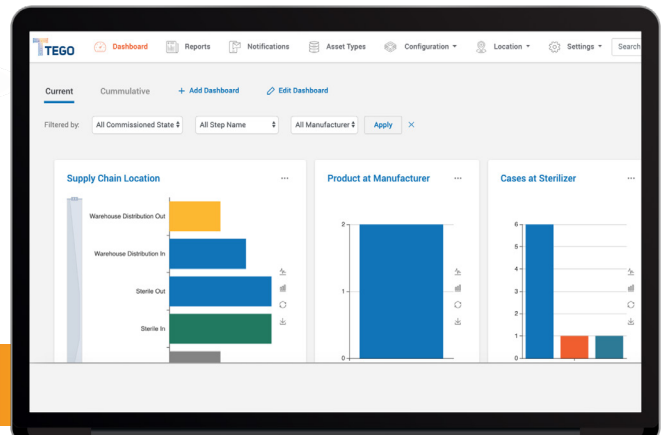 TEGO
Dashboard Reports Notifications Asset Types Configuration Location Settings Search
Current Cummulative + Add Dashboard Edit Dashboard
Filtered by: All Commissioned State All Step Name All Manufacturer Apply ×
Supply Chain Location ...
Product at Manufacturer ...
Cases at Sterilizer ...
Warehouse Distribution Out
Warehouse Distribution In
Sterile Out
Sterile In
2
1
0
6
5
4
3
2
1
0